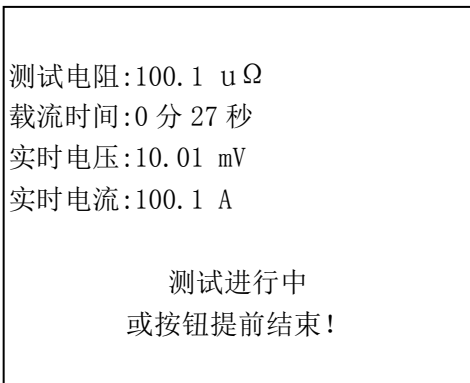 测试电阻:100.1 uΩ
载流时间:0 分 27 秒
实时电压:10.01 mV
实时电流:100.1 A
测试进行中
或按钮提前结束!